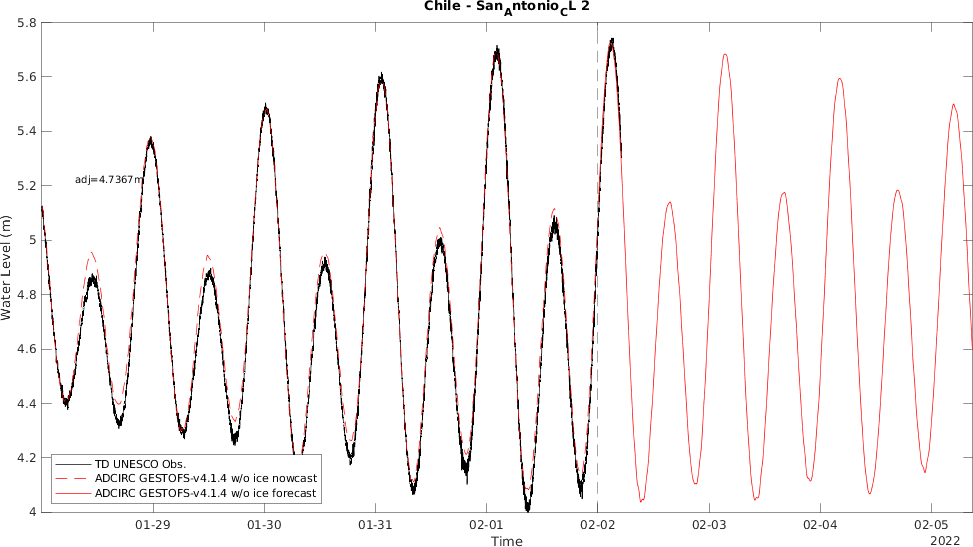 Chile - San_Antonio_CL 2
5.8
5.6
5.4
adj=4.7367m
5.2
5
Water Level (m)
4.8
4.6
4.4
4.2
4
TD UNESCO Obs.
ADCIRC GESTOFS-v4.1.4 w/o ice nowcast
ADCIRC GESTOFS-v4.1.4 w/o ice forecast
01-29 01-30 01-31 02-01 02-02 02-03 02-04 02-05
Time 2022